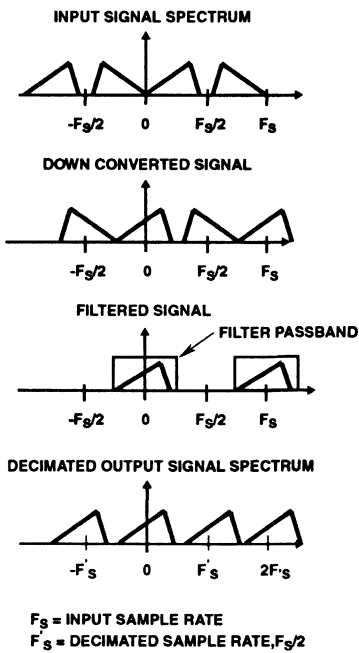 INPUT SIGNAL SPECTRUM
-FS/2 0 FS/2 FS
DOWN CONVERTED SIGNAL
-FS/2 0 FS/2 FS
FILTERED SIGNAL
FILTER PASSBAND
-FS/2 0 FS/2 FS
DECIMATED OUTPUT SIGNAL SPECTRUM
-F'S 0 F'S 2F'S
FS = INPUT SAMPLE RATE
F'S = DECIMATED SAMPLE RATE,FS/2